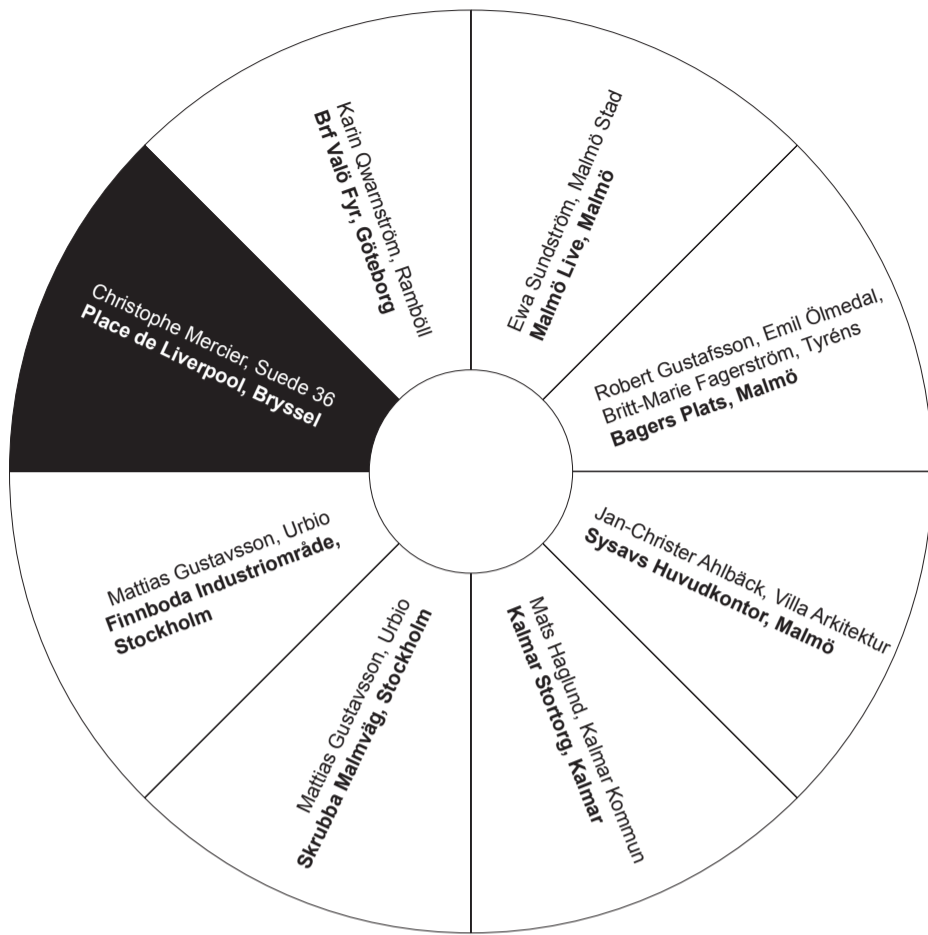 Karin Qwarnström, Ramböll
Brf Valö Fyr, Göteborg
Ewa Sundström, Malmö Stad
Malmö Live, Malmö
Robert Gustafsson, Emil Ölmedal,
Britt-Marie Fagerström, Tyréns
Bagers Plats, Malmö
Jan-Christer Ahlbäck, Villa Arkitektur
Sysavs Huvudkontor, Malmö
Mats Haglund, Kalmar Kommun
Kalmar Stortorg, Kalmar
Mattias Gustavsson, Urbio
Skrubba Malmväg, Stockholm
Mattias Gustavsson, Urbio
Finnboda Industriområde,
Stockholm
Christophe Mercier, Suede 36
Place de Liverpool, Bryssel